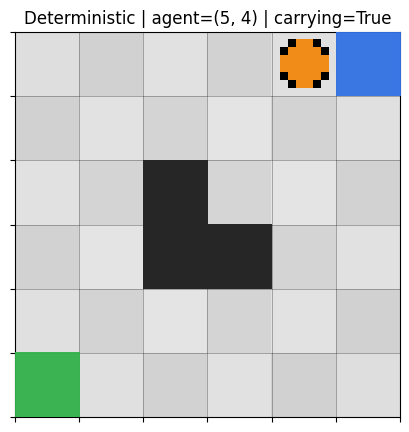 Deterministic | agent=(5, 4) | carrying=True